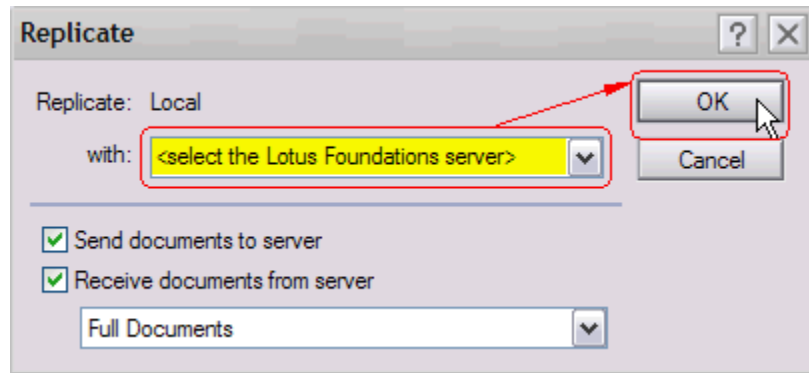 Replicate
?
Replicate: Local
OK
with: <select the Lotus Foundations server>
Cancel
Send documents to server
Receive documents from server
Full Documents